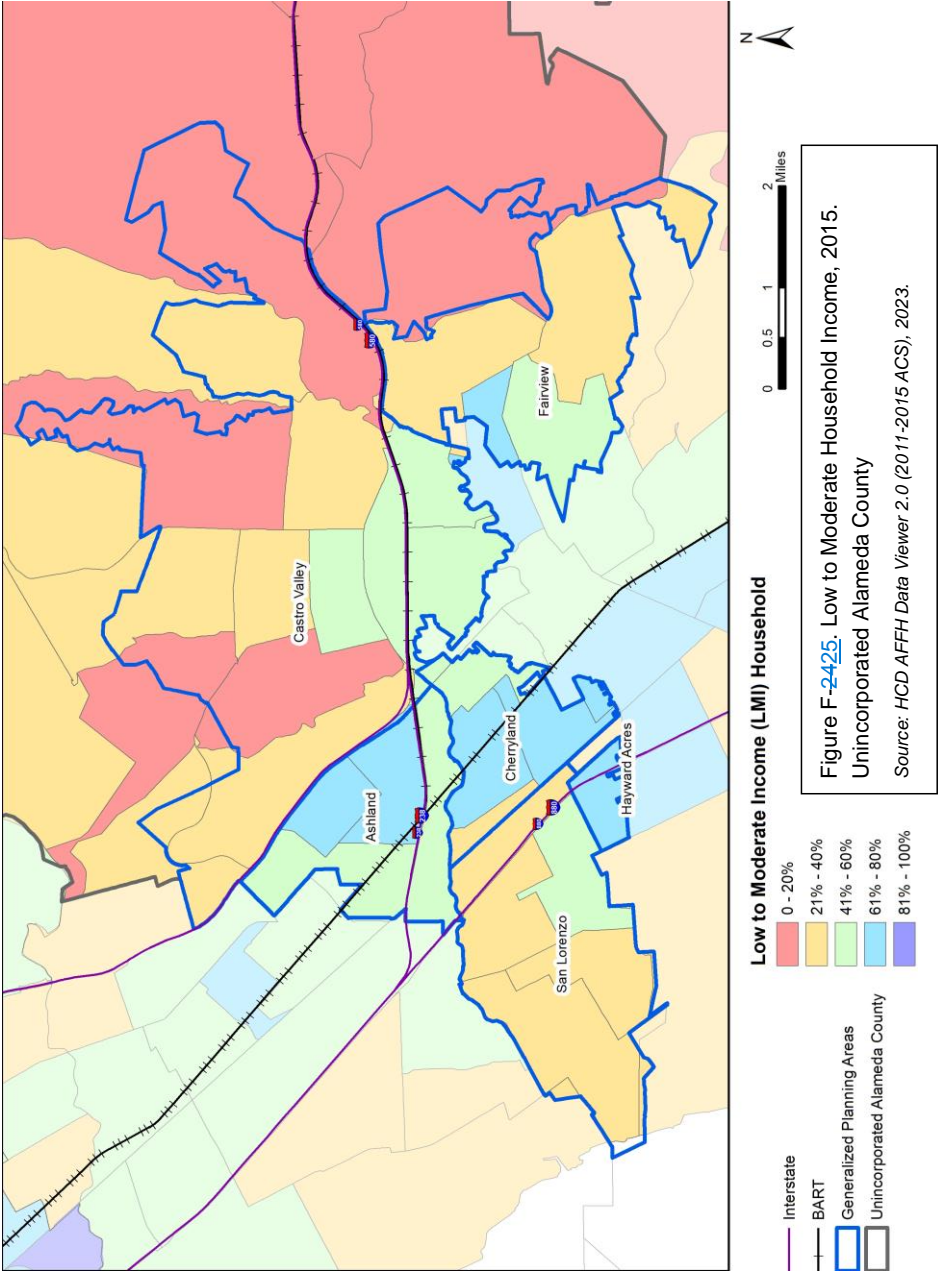 Castro Valley
Ashland
Cherryland
Fairview
Hayward Acres
San Lorenzo
580
580
880
N
Low to Moderate Income (LMI) Household
Interstate
BART
Generalized Planning Areas
Unincorporated Alameda County
0 - 20%
21% - 40%
41% - 60%
61% - 80%
81% - 100%
0 0.5 1 2 Miles
Figure F-2425. Low to Moderate Household Income, 2015.
Unincorporated Alameda County
Source: HCD AFFH Data Viewer 2.0 (2011-2015 ACS), 2023.